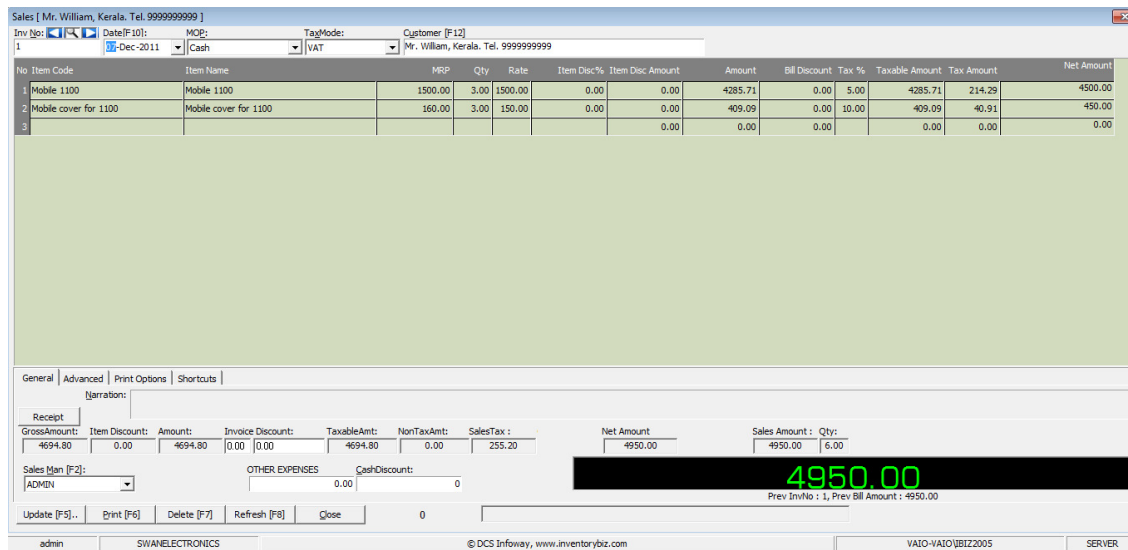 Sales [ Mr. William, Kerala. Tel. 9999999999 ]
Inv No: Date[F10]: MOP: TaxMode: Customer [F12]
1 07-Dec-2011 Cash VAT Mr. William, Kerala. Tel. 9999999999
No Item Code Item Name MRP Qty Rate Item Disc% Item Disc Amount Amount Bill Discount Tax % Taxable Amount Tax Amount Net Amount
1 Mobile 1100 Mobile 1100 1500.00 3.00 1500.00 0.00 0.00 4285.71 0.00 5.00 4285.71 214.29 4500.00
2 Mobile cover for 1100 Mobile cover for 1100 160.00 3.00 150.00 0.00 0.00 409.09 0.00 10.00 409.09 40.91 450.00
3 0.00 0.00 0.00 0.00 0.00 0.00
General Advanced Print Options Shortcuts
Narration:
Receipt
GrossAmount: Item Discount: Amount: Invoice Discount: TaxableAmt: NonTaxAmt: SalesTax : Net Amount Sales Amount : Qty:
4694.80 0.00 4694.80 0.00 0.00 4694.80 0.00 255.20 4950.00 4950.00 6.00
Sales Man [F2]: OTHER EXPENSES CashDiscount:
ADMIN 0.00 0
4950.00
Prev InvNo : 1, Prev Bill Amount : 4950.00
Update [F5].. Print [F6] Delete [F7] Refresh [F8] Close 0
admin SWANELECTRONICS © DCS Infoway, www.inventorybiz.com VAIO-VAIO\IBIZ2005 SERVER